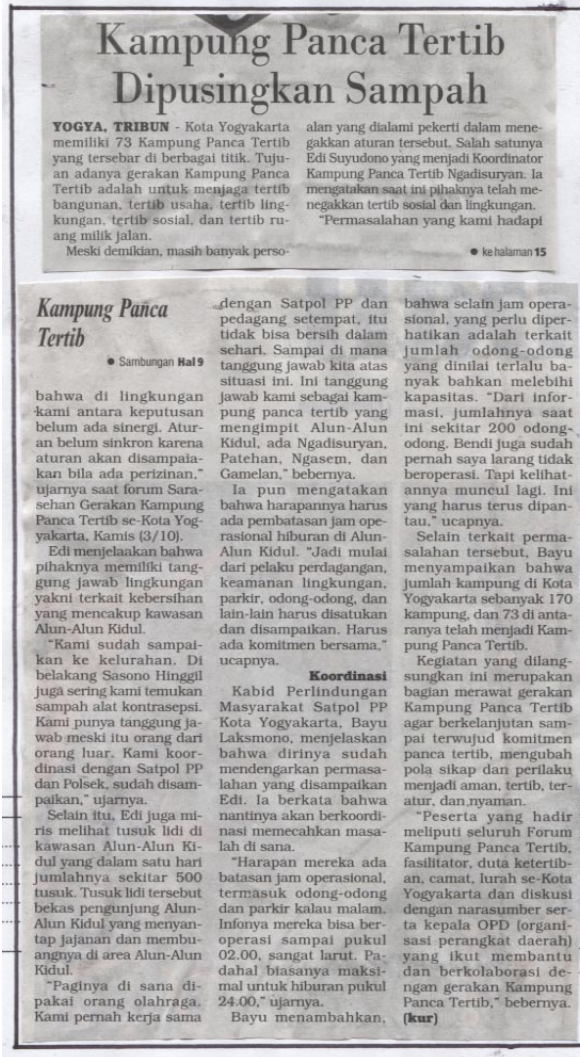 Kampung Panca Tertib
Dipusingkan Sampah
YOGYA, TRIBUN - Kota Yogyakarta
memiliki 73 Kampung Panca Tertib
yang tersebar di berbagai titik. Tuju-
an adanya gerakan Kampung Panca
Tertib adalah untuk menjaga tertib
bangunan, tertib usaha, tertib ling-
kungan, tertib sosial, dan tertib ru-
ang milik jalan.
Meski demikian, masih banyak perso-
alan yang dialami pekerti dalam mene-
gakkan aturan tersebut. Salah satunya
Edi Suyudono yang menjadi Koordinator
Kampung Panca Tertib Ngadisuryan. Ia
mengatakan saat ini pihaknya telah me-
negakkan tertib sosial dan lingkungan.
"Permasalahan yang kami hadapi
● ke halaman 15
Kampung Panca
Tertib
● Sambungan Hal 9
bahwa di lingkungan
kami antara keputusan
belum ada sinergi. Atur-
an belum sinkron karena
aturan akan disampaia-
kan bila ada perizinan,"
ujarnya saat forum Sara-
sehan Gerakan Kampung
Panca Tertib se-Kota Yog-
yakarta, Kamis (3/10).
Edi menjelaakan bahwa
pihaknya memiliki tang-
gung jawab lingkungan
yakni terkait kebersihan
yang mencakup kawasan
Alun-Alun Kidul.
"Kami sudah sampai-
kan ke kelurahan. Di
belakang Sasono Hinggil
juga sering kami temukan
sampah alat kontrasepsi.
Kami punya tanggung ja-
wab meski itu orang dari
orang luar. Kami koor-
dinasi dengan Satpol PP
dan Polsek, sudah disam-
paikan," ujarnya.
Selain itu, Edi juga mi-
ris melihat tusuk lidi di
kawasan Alun-Alun Ki-
dul yang dalam satu hari
jumlahnya sekitar 500
tusuk. Tusuk lidi tersebut
bekas pengunjung Alun-
Alun Kidul yang menyan-
tap jajanan dan membu-
angnya di area Alun-Alun
Kidul.
"Paginya di sana di-
pakai orang olahraga.
Kami pernah kerja sama
dengan Satpol PP dan
pedagang setempat, itu
tidak bisa bersih dalam
sehari. Sampai di mana
tanggung jawab kita atas
situasi ini. Ini tanggung
jawab kami sebagai kam-
pung panca tertib yang
mengimpit Alun-Alun
Kidul, ada Ngadisuryan,
Patehan, Ngasem, dan
Gamelan," bebernya.
Ia pun mengatakan
bahwa harapannya harus
ada pembatasan jam ope-
rasional hiburan di Alun-
Alun Kidul. "Jadi mulai
dari pelaku perdagangan,
keamanan lingkungan,
parkir, odong-odong, dan
lain-lain harus disatukan
dan disampaikan. Harus
ada komitmen bersama,"
ucapnya.
Koordinasi
Kabid Perlindungan
Masyarakat Satpol PP
Kota Yogyakarta, Bayu
Laksmono, menjelaskan
bahwa dirinya sudah
mendengarkan permasa-
lahan yang disampaikan
Edi. Ia berkata bahwa
nantinya akan berkoordi-
nasi memecahkan masa-
lah di sana.
"Harapan mereka ada
batasan jam operasional,
termasuk odong-odong
dan parkir kalau malam.
Infonya mereka bisa ber-
operasi sampai pukul
02.00, sangat larut. Pa-
dahal biasanya maksi-
mal untuk hiburan pukul
24.00," ujarnya.
Bayu menambahkan,
bahwa selain jam opera-
sional, yang perlu diper-
hatikan adalah terkait
jumlah odong-odong
yang dinilai terlalu ba-
nyak bahkan melebihi
kapasitas. "Dari infor-
masi, jumlahnya saat
ini sekitar 200 odong-
odong. Bendi juga sudah
pernah saya larang tidak
beroperasi. Tapi kelihat-
annya muncul lagi. Ini
yang harus terus dipan-
tau," ucapnya.
Selain terkait perma-
salahan tersebut, Bayu
menyampaikan bahwa
jumlah kampung di Kota
Yogyakarta sebanyak 170
kampung, dan 73 di anta-
ranya telah menjadi Kam-
pung Panca Tertib.
Kegiatan yang dilang-
sungkan ini merupakan
bagian merawat gerakan
Kampung Panca Tertib
agar berkelanjutan sam-
pai terwujud komitmen
panca tertib, mengubah
pola sikap dan perilaku
menjadi aman, tertib, ter-
atur, dan nyaman.
"Peserta yang hadir
meliputi seluruh Forum
Kampung Panca Tertib,
fasilitator, duta ketertib-
an, camat, lurah se-Kota
Yogyakarta dan diskusi
dengan narasumber ser-
ta kepala OPD (organi-
sasi perangkat daerah)
yang ikut membantu
dan berkolaborasi de-
ngan gerakan Kampung
Panca Tertib," bebernya.
(kur)